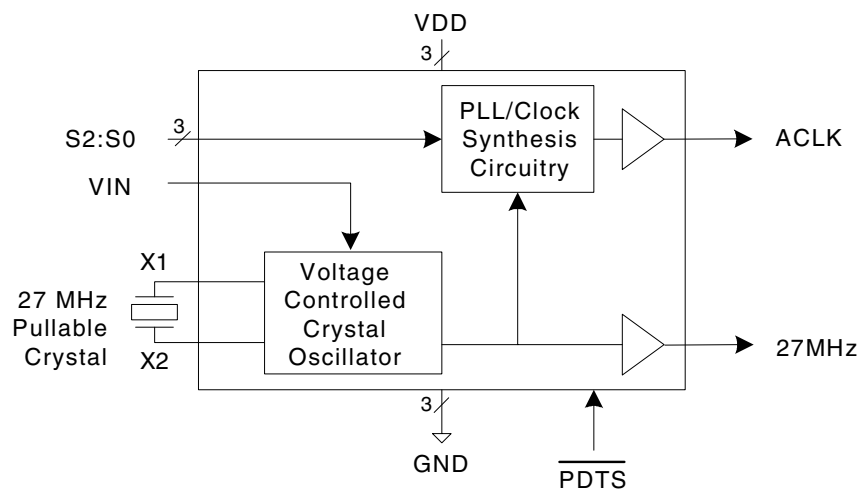 VDD
3
S2:S0
3
PLL/Clock
Synthesis
Circuitry
ACLK
VIN
X1
27 MHz
Pullable
Crystal
X2
Voltage
Controlled
Crystal
Oscillator
27MHz
3
GND
PDTS